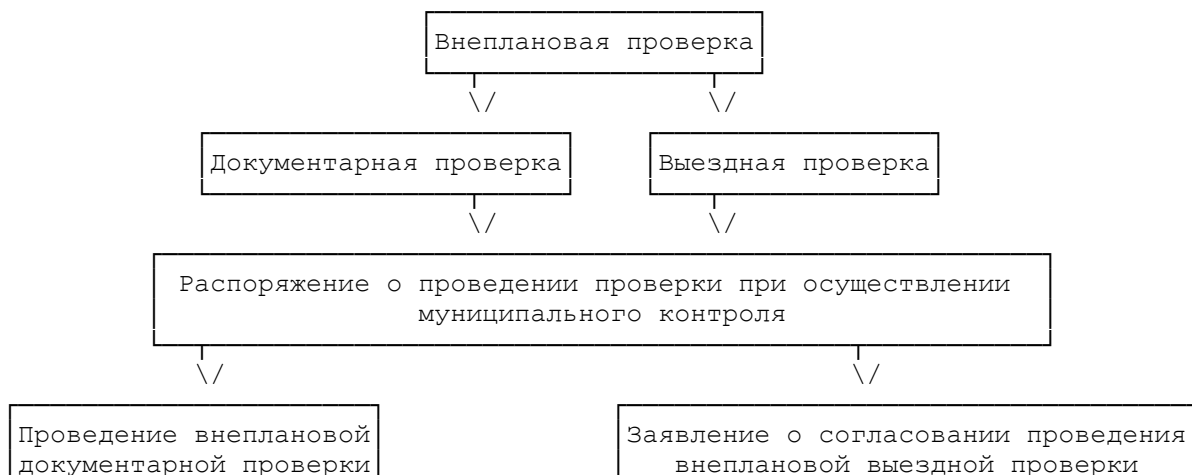 Внеплановая проверка
Документарная проверка
Выездная проверка
Распоряжение о проведении проверки при осуществлении
муниципального контроля
Проведение внеплановой
документарной проверки
Заявление о согласовании проведения
внеплановой выездной проверки